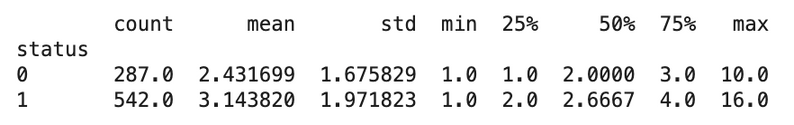 count mean std min 25% 50% 75% max
status
0 287.0 2.431699 1.675829 1.0 1.0 2.0000 3.0 10.0
1 542.0 3.143820 1.971823 1.0 2.0 2.6667 4.0 16.0